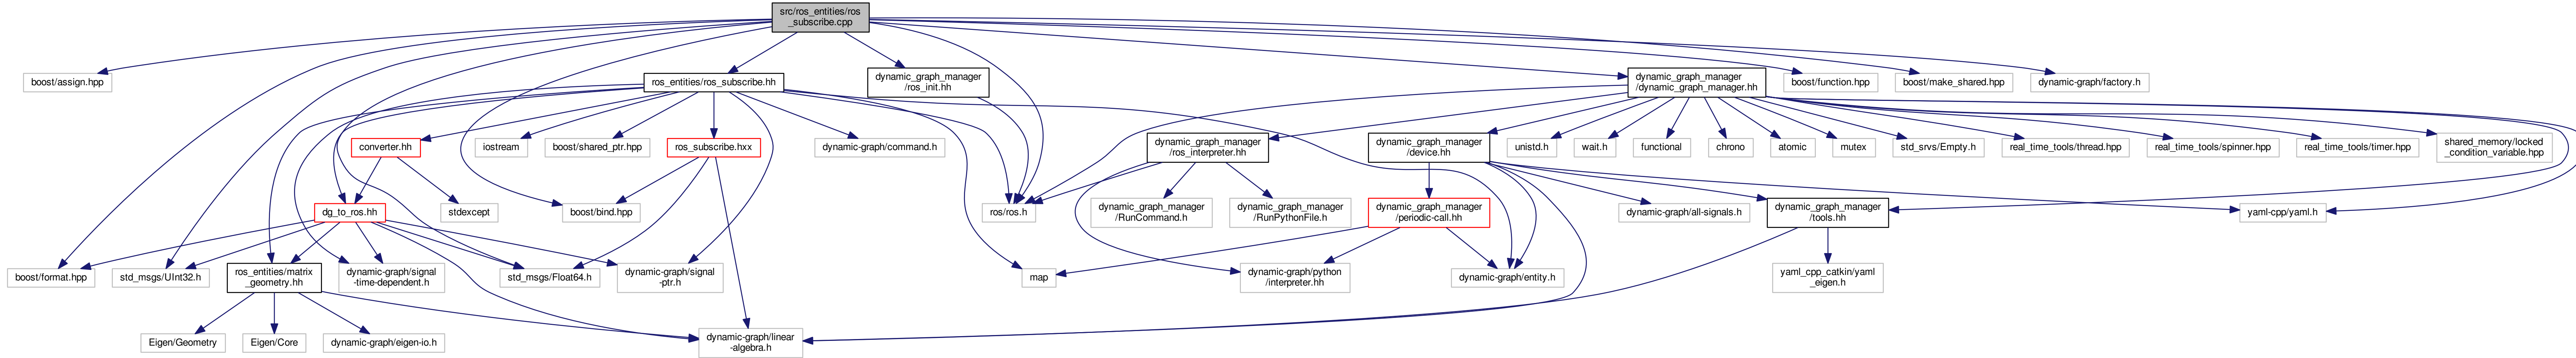 src/ros_entities/ros
_subscribe.cpp
boost/assign.hpp
ros_entities/ros_subscribe.hh
dynamic_graph_manager
/ros_init.hh
dynamic_graph_manager
/dynamic_graph_manager.hh
boost/function.hpp
boost/make_shared.hpp
dynamic-graph/factory.h
converter.hh
iostream
boost/shared_ptr.hpp
ros_subscribe.hxx
dynamic-graph/command.h
dynamic_graph_manager
/ros_interpreter.hh
dynamic_graph_manager
/device.hh
unistd.h
wait.h
functional
chrono
atomic
mutex
std_srvs/Empty.h
real_time_tools/thread.hpp
real_time_tools/spinner.hpp
real_time_tools/timer.hpp
shared_memory/locked
_condition_variable.hpp
dg_to_ros.hh
stdexcept
boost/bind.hpp
ros/ros.h
dynamic_graph_manager
/RunCommand.h
dynamic_graph_manager
/RunPythonFile.h
dynamic_graph_manager
/periodic-call.hh
dynamic-graph/all-signals.h
dynamic_graph_manager
/tools.hh
yaml-cpp/yaml.h
boost/format.hpp
std_msgs/UInt32.h
ros_entities/matrix
_geometry.hh
dynamic-graph/signal
-time-dependent.h
std_msgs/Float64.h
dynamic-graph/signal
-ptr.h
map
dynamic-graph/python
/interpreter.hh
dynamic-graph/entity.h
yaml_cpp_catkin/yaml
_eigen.h
Eigen/Geometry
Eigen/Core
dynamic-graph/eigen-io.h
dynamic-graph/linear
-algebra.h